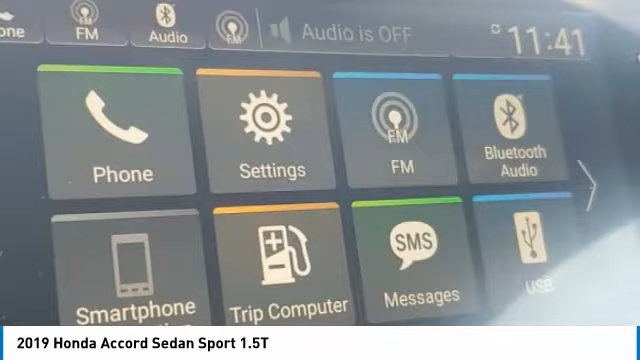 one
FM
Audio
FM
Audio is OFF
11:41
Phone
Settings
FM
FM
Bluetooth
Audio
Smartphone
Trip Computer
SMS
Messages
USB
2019 Honda Accord Sedan Sport 1.5T